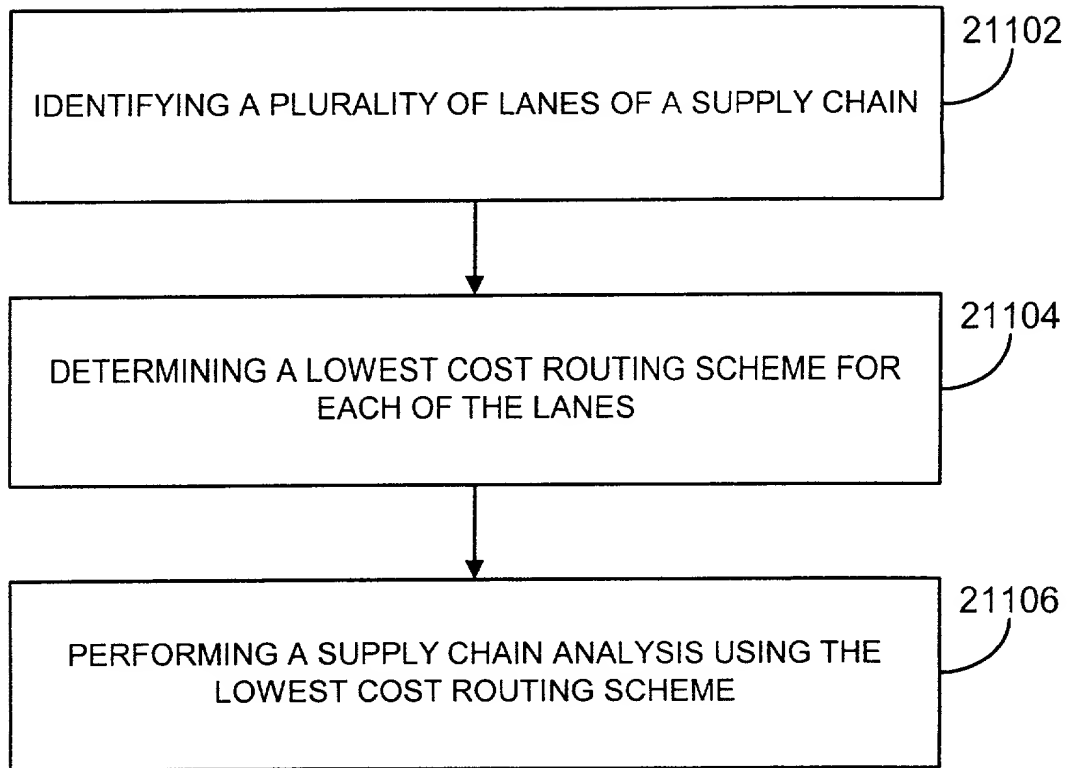 21102
IDENTIFYING A PLURALITY OF LANES OF A SUPPLY CHAIN
21104
DETERMINING A LOWEST COST ROUTING SCHEME FOR
EACH OF THE LANES
21106
PERFORMING A SUPPLY CHAIN ANALYSIS USING THE
LOWEST COST ROUTING SCHEME